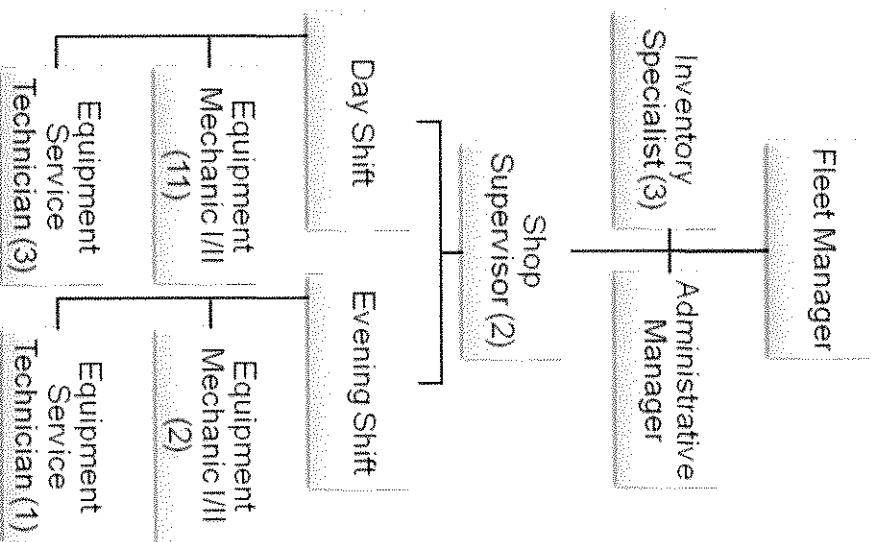 Fleet Manager
Inventory
Specialist (3)
Administrative
Manager
Shop
Supervisor (2)
Day Shift
Evening Shift
Equipment
Mechanic I/II
(11)
Equipment
Mechanic I/II
(2)
Equipment
Service
Technician (3)
Equipment
Service
Technician (1)